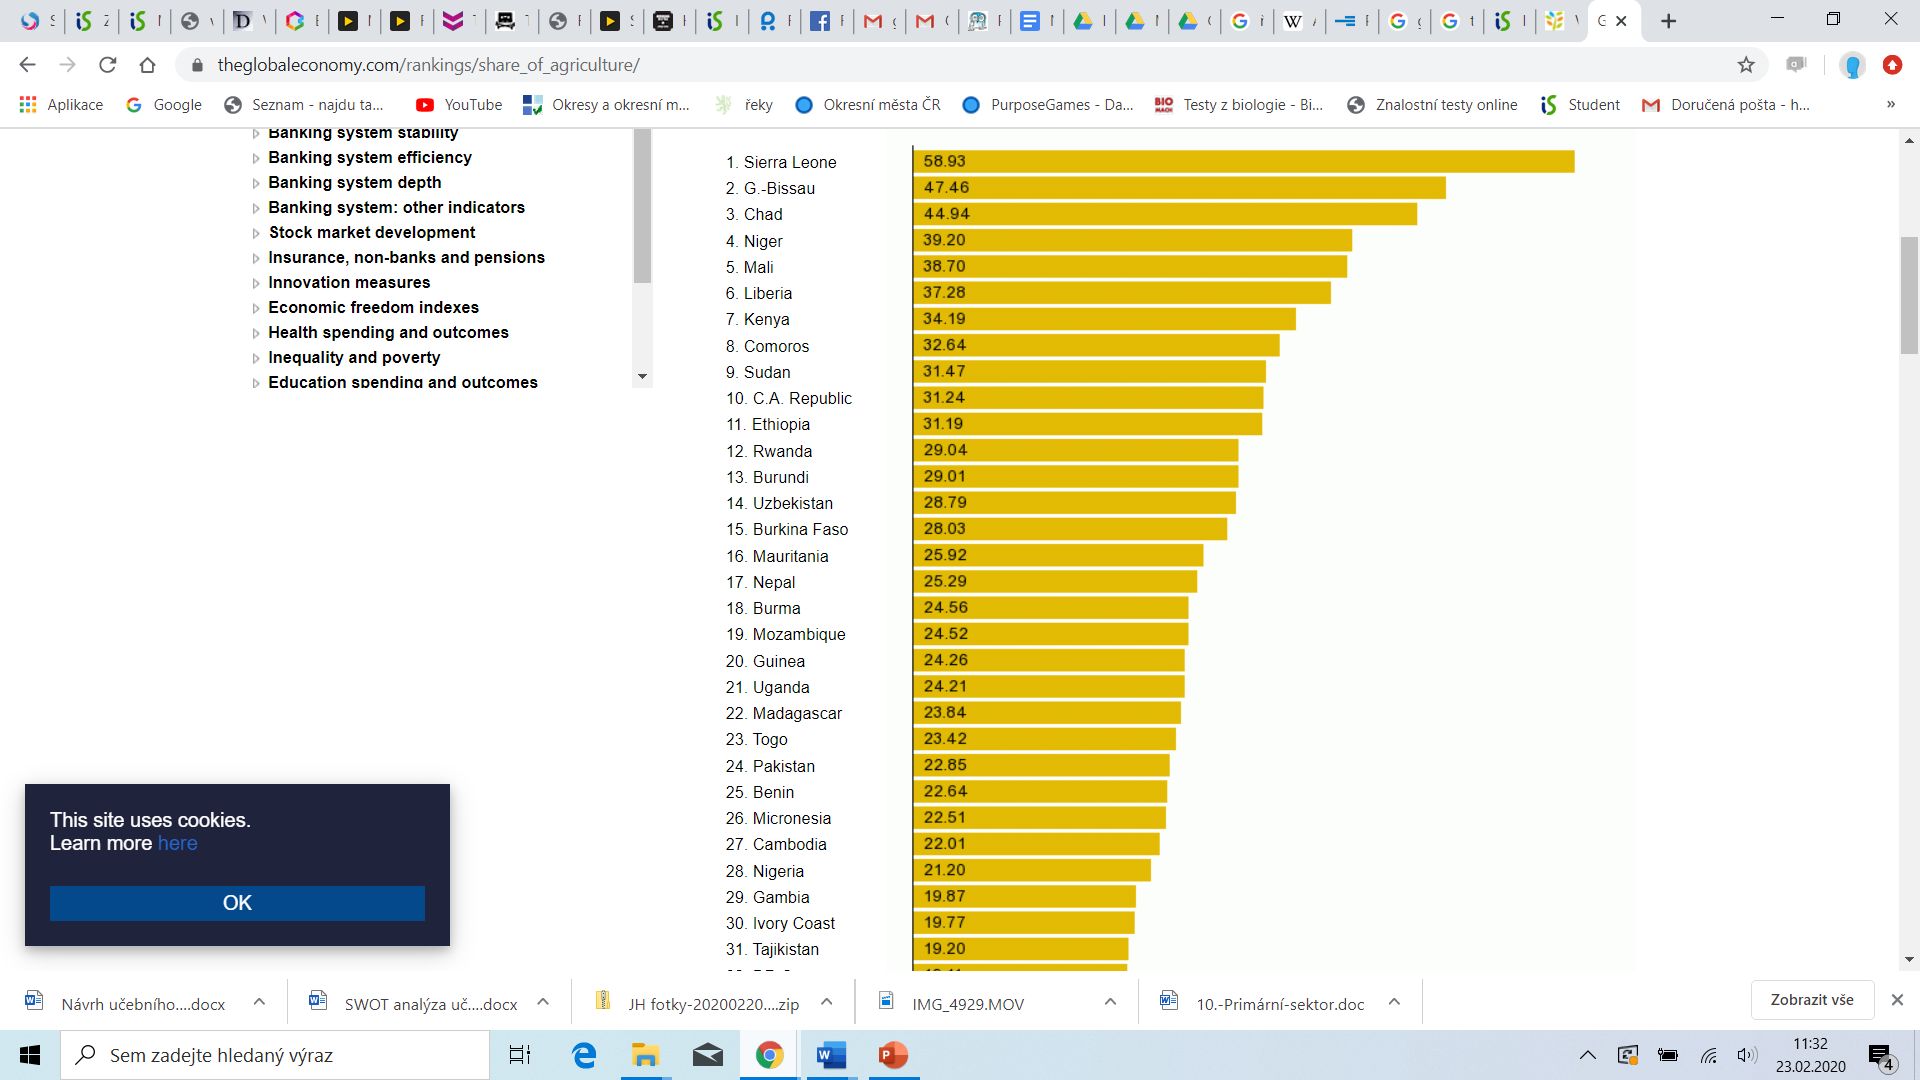 theglobaleconomy.com/rankings/share_of_agriculture/
Aplikace
Google
Seznam - najdu ta...
YouTube
Okresy a okresní m...
řeky
Okresní města ČR
PurposeGames - Da...
Testy z biologie - Bi...
Znalostní testy online
Student
Doručená pošta - h...
»
Banking system stability
Banking system efficiency
Banking system depth
Banking system: other indicators
Stock market development
Insurance, non-banks and pensions
Innovation measures
Economic freedom indexes
Health spending and outcomes
Inequality and poverty
Education spending and outcomes
1. Sierra Leone 58.93
2. G.-Bissau 47.46
3. Chad 44.94
4. Niger 39.20
5. Mali 38.70
6. Liberia 37.28
7. Kenya 34.19
8. Comoros 32.64
9. Sudan 31.47
10. C.A. Republic 31.24
11. Ethiopia 31.19
12. Rwanda 29.04
13. Burundi 29.01
14. Uzbekistan 28.79
15. Burkina Faso 28.03
16. Mauritania 25.92
17. Nepal 25.29
18. Burma 24.56
19. Mozambique 24.52
20. Guinea 24.26
21. Uganda 24.21
22. Madagascar 23.84
23. Togo 23.42
24. Pakistan 22.85
25. Benin 22.64
26. Micronesia 22.51
27. Cambodia 22.01
28. Nigeria 21.20
29. Gambia 19.87
30. Ivory Coast 19.77
31. Tajikistan 19.20
This site uses cookies.
Learn more here
OK
Návrh učebního....docx
SWOT analýza uč....docx
JH fotky-20200220....zip
IMG_4929.MOV
10.-Primární-sektor.doc
Zobrazit vše
Sem zadejte hledaný výraz
11:32
23.02.2020
4